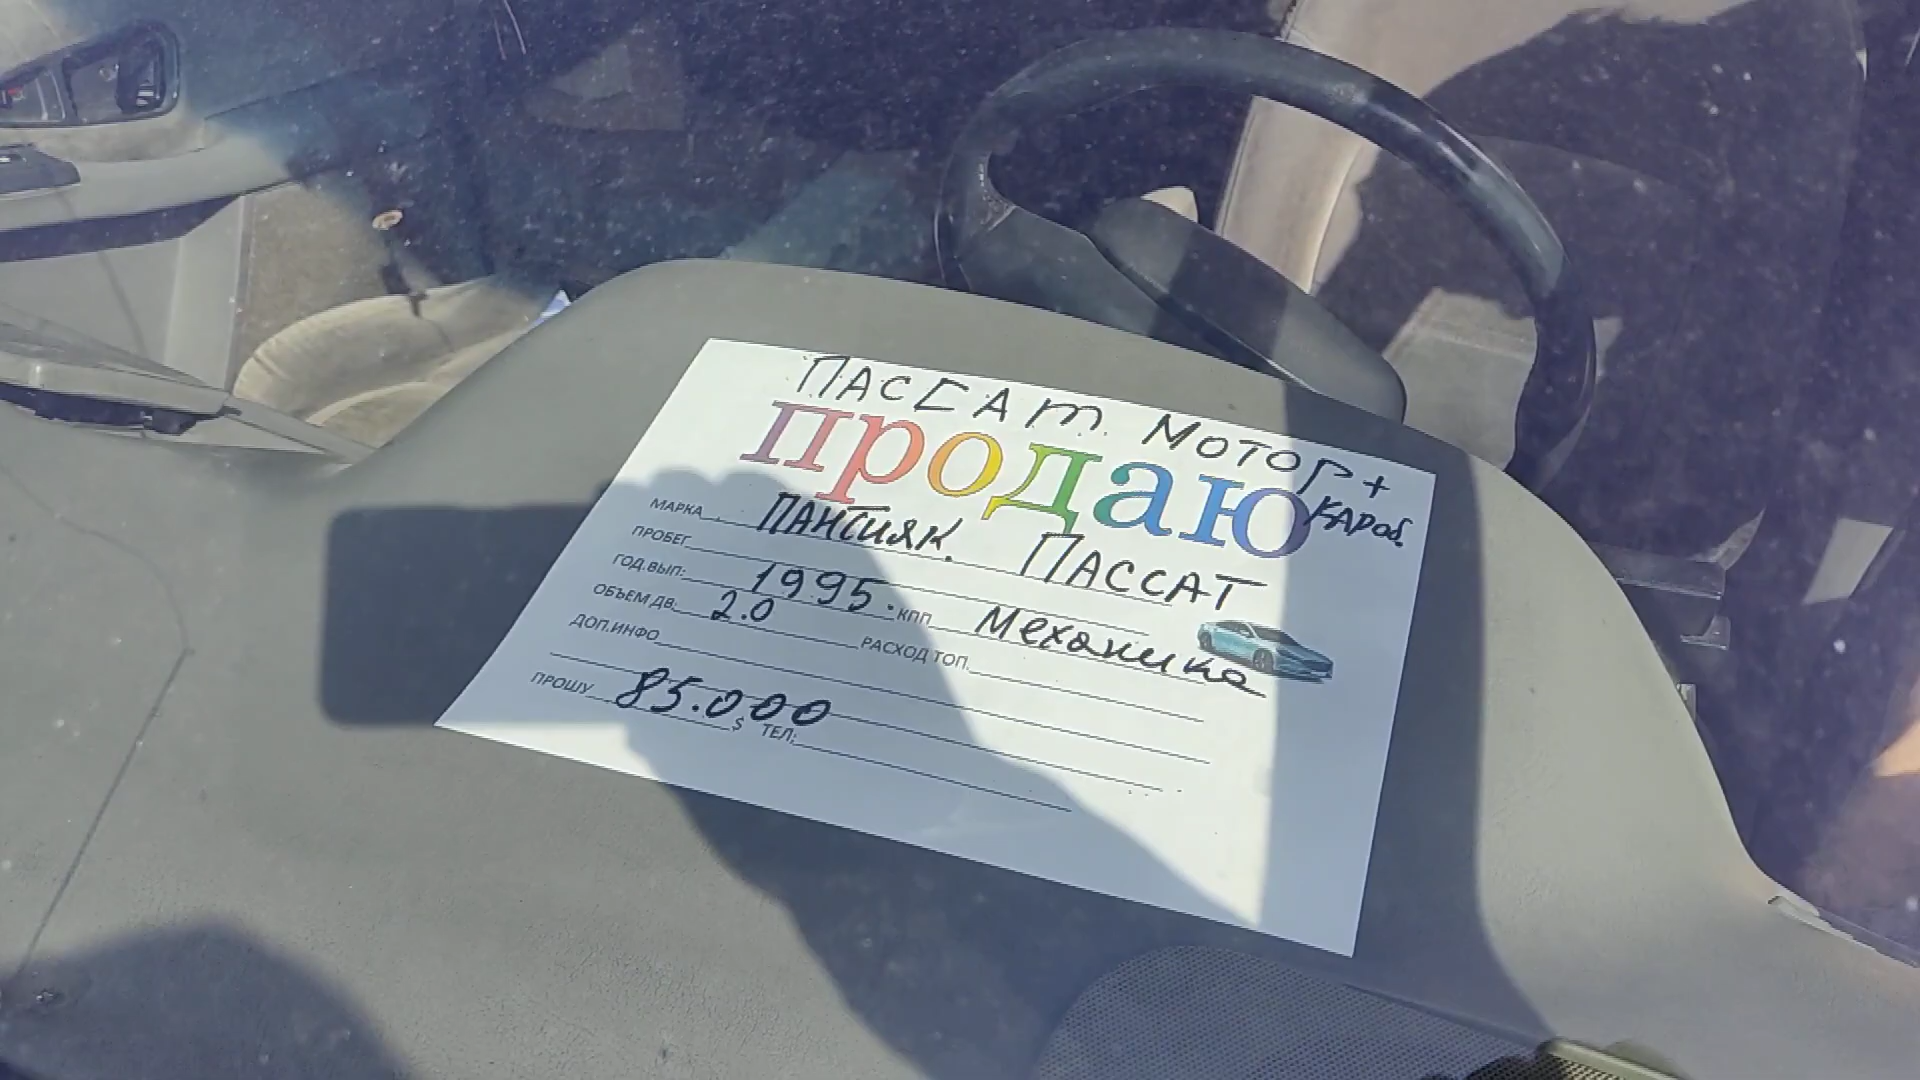 ПАССАТ МОТОР+
КАРОБ.
продаю
МАРКА ПАНТИЯК. ПАССАТ
ПРОБЕГ
ГОД.ВЫП: 1995. КПП Механика
ОБЪЕМ ДВ: 2.0 РАСХОД ТОП.
ДОП.ИНФО
ПРОШУ 85.000 $ ТЕЛ: